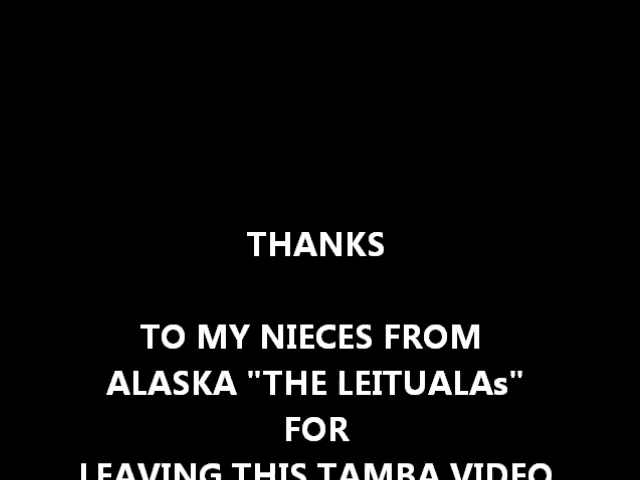 THANKS
TO MY NIECES FROM
ALASKA "THE LEITUALAs"
FOR
LEAVING THIS TAMBA VIDEO